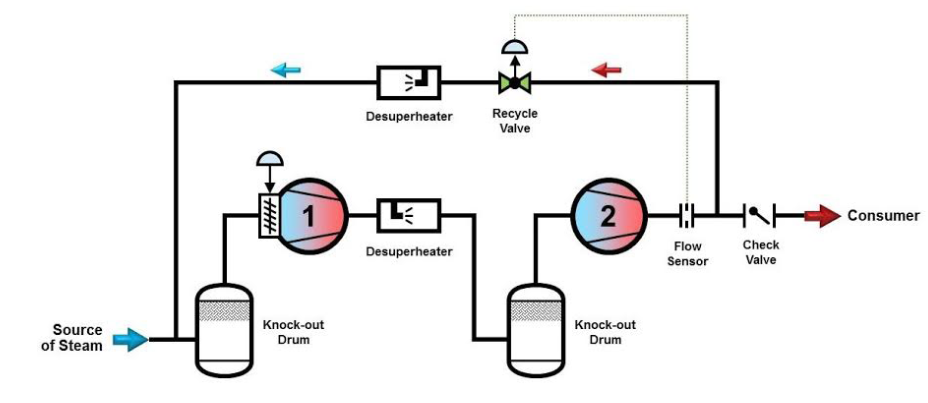 Desuperheater
Recycle
Valve
1
Desuperheater
2
Flow
Sensor
Check
Valve
Consumer
Source
of Steam
Knock-out
Drum
Knock-out
Drum